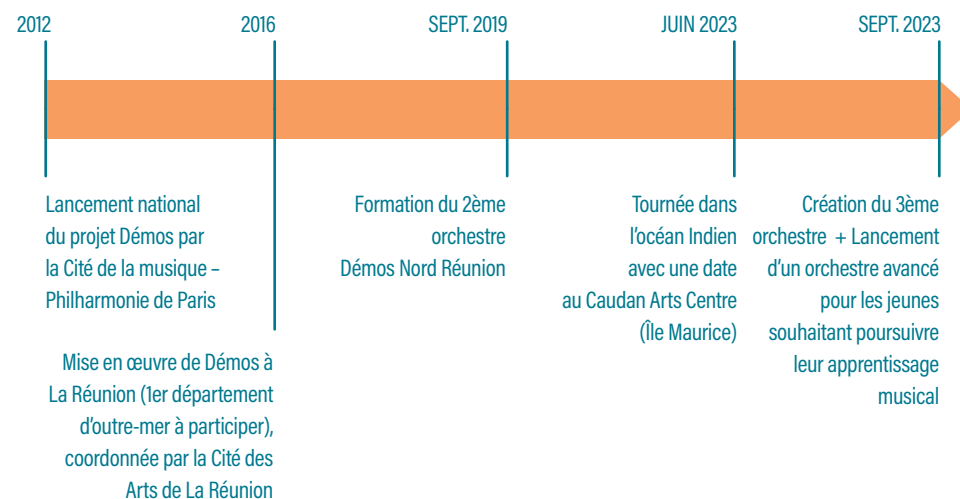 2012
2016
SEPT. 2019
JUIN 2023
SEPT. 2023
Lancement national
du projet Démos par
la Cité de la musique –
Philharmonie de Paris
Mise en œuvre de Démos à
La Réunion (1er département
d'outre-mer à participer),
coordonnée par la Cité des
Arts de La Réunion
Formation du 2ème
orchestre
Démos Nord Réunion
Tournée dans
l'océan Indien
avec une date
au Caudan Arts Centre
(Île Maurice)
Création du 3ème
orchestre + Lancement
d'un orchestre avancé
pour les jeunes
souhaitant poursuivre
leur apprentissage
musical